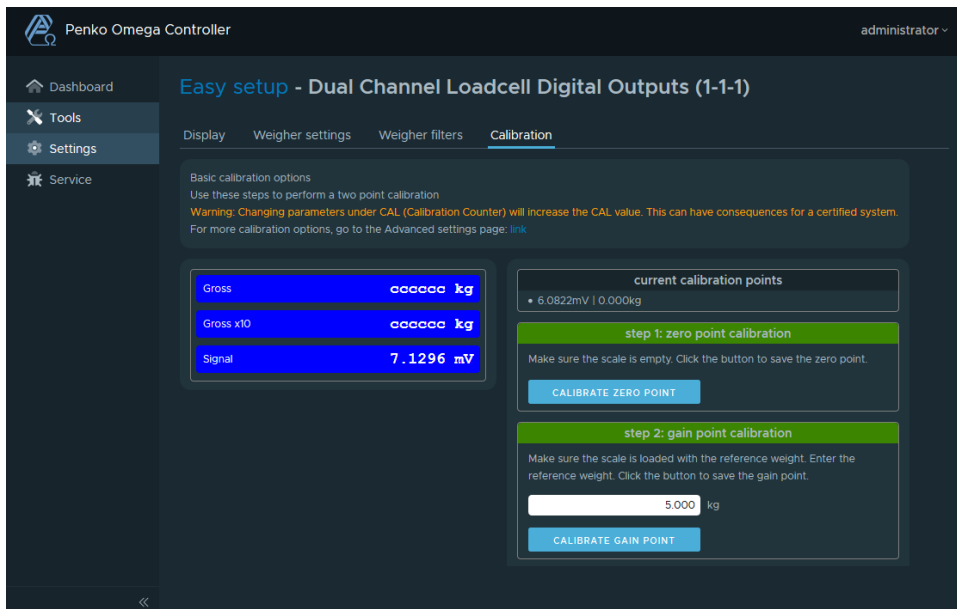 Penko Omega Controller
administrator
Dashboard
Tools
Settings
Service
Easy setup - Dual Channel Loadcell Digital Outputs (1-1-1)
Display Weigher settings Weigher filters Calibration
Basic calibration options
Use these steps to perform a two point calibration
Warning: Changing parameters under CAL (Calibration Counter) will increase the CAL value. This can have consequences for a certified system.
For more calibration options, go to the Advanced settings page: link
Gross cccccc kg
Gross x10 cccccc kg
Signal 7.1296 mV
current calibration points
• 6.0822mV | 0.000kg
step 1: zero point calibration
Make sure the scale is empty. Click the button to save the zero point.
CALIBRATE ZERO POINT
step 2: gain point calibration
Make sure the scale is loaded with the reference weight. Enter the
reference weight. Click the button to save the gain point.
5.000 kg
CALIBRATE GAIN POINT